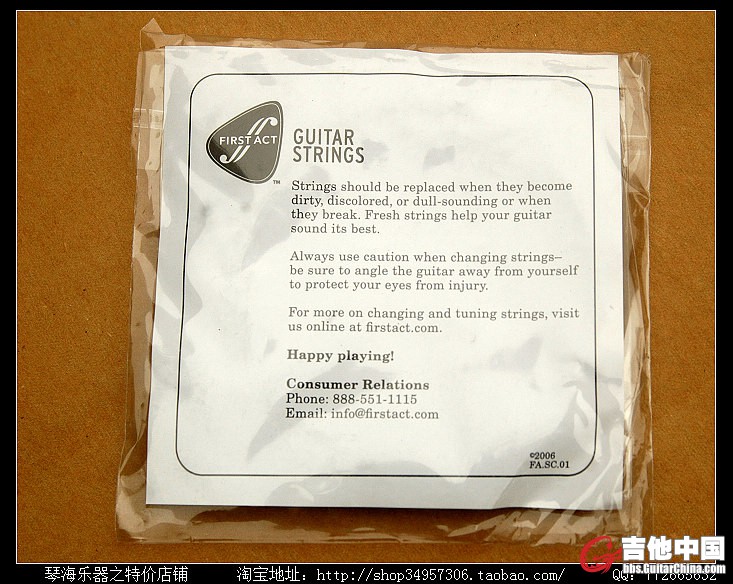 FIRST ACT
™
GUITAR
STRINGS
Strings should be replaced when they become
dirty, discolored, or dull-sounding or when
they break. Fresh strings help your guitar
sound its best.
Always use caution when changing strings–
be sure to angle the guitar away from yourself
to protect your eyes from injury.
For more on changing and tuning strings, visit
us online at firstact.com.
Happy playing!
Consumer Relations
Phone: 888-551-1115
Email: info@firstact.com
©2006
FA.SC.01
吉他中国
bbs.GuitarChina.com
琴海乐器之特价店铺 淘宝地址：http://shop34957306.taobao.com/ QQ: